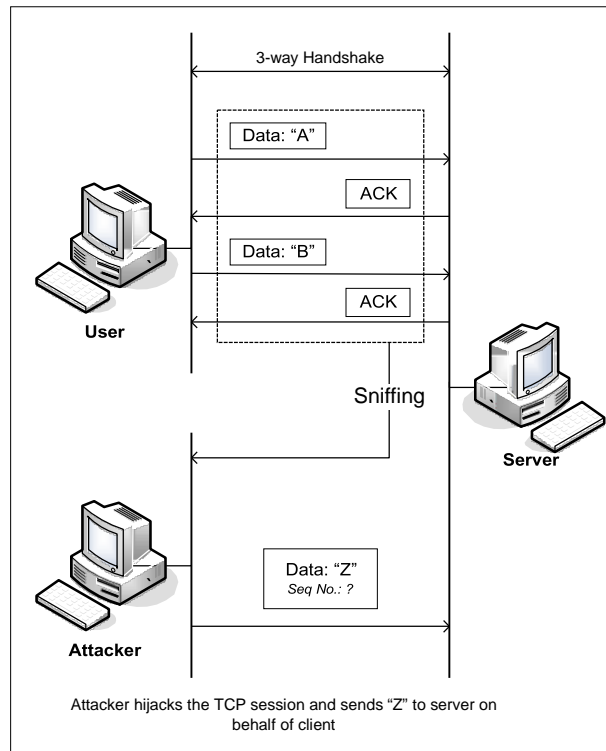 3-way Handshake
Data: “A”
ACK
Data: “B”
ACK
User
Sniffing
Server
Data: “Z”
Seq No.: ?
Attacker
Attacker hijacks the TCP session and sends “Z” to server on
behalf of client